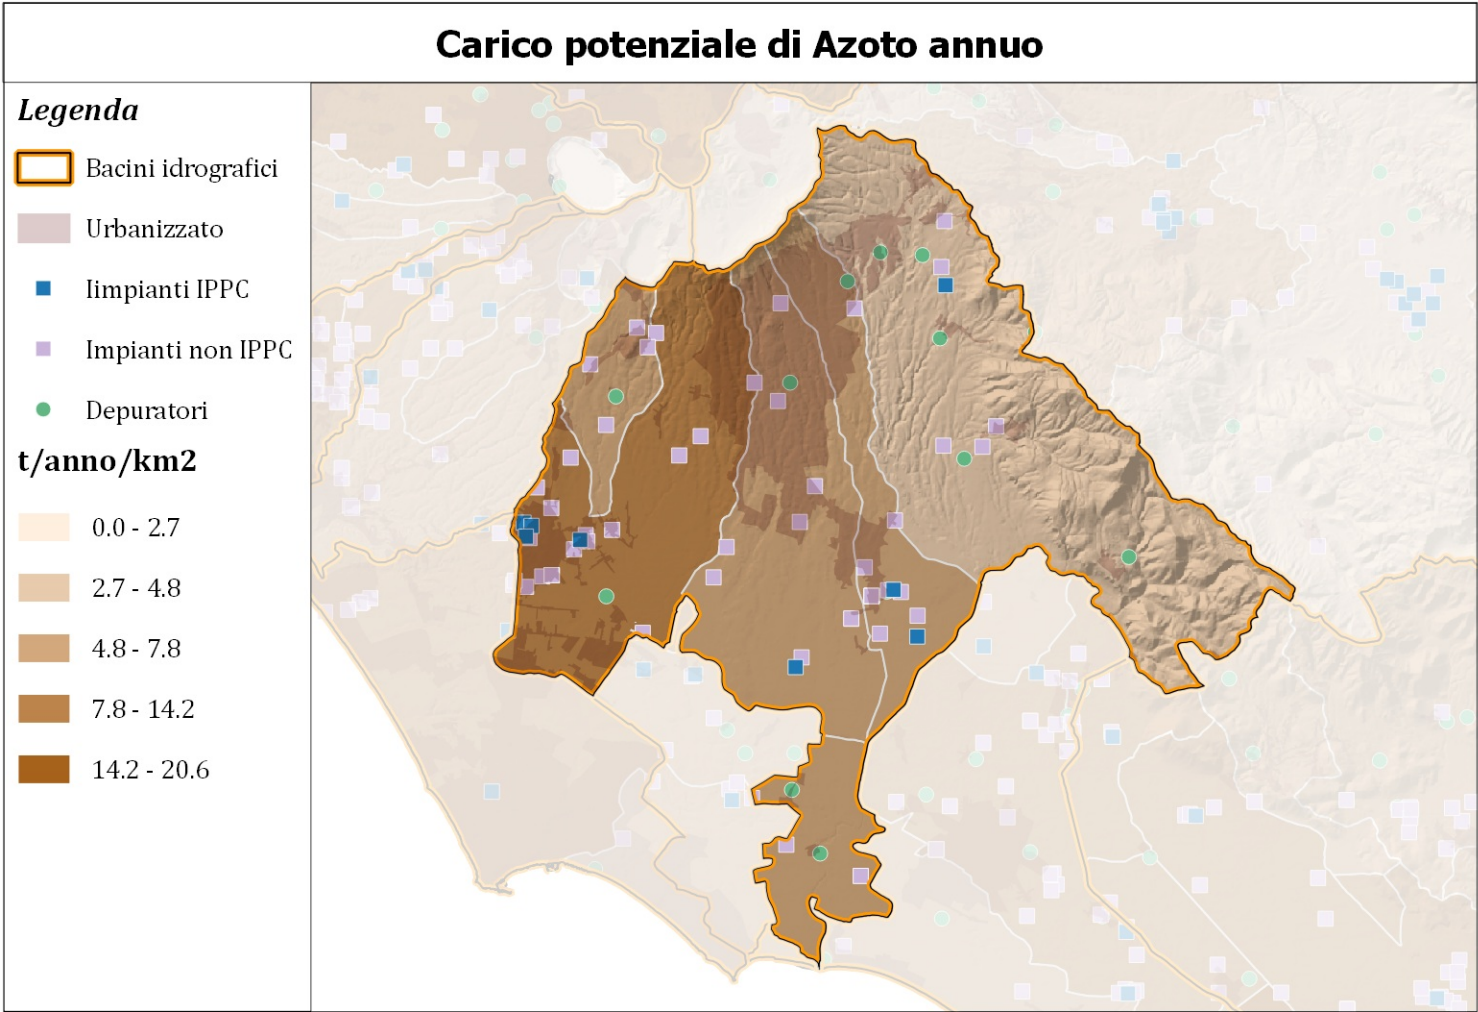 Carico potenziale di Azoto annuo
Legenda
Bacini idrografici
Urbanizzato
Iimpianti IPPC
Impianti non IPPC
Depuratori
t/anno/km2
0.0 - 2.7
2.7 - 4.8
4.8 - 7.8
7.8 - 14.2
14.2 - 20.6